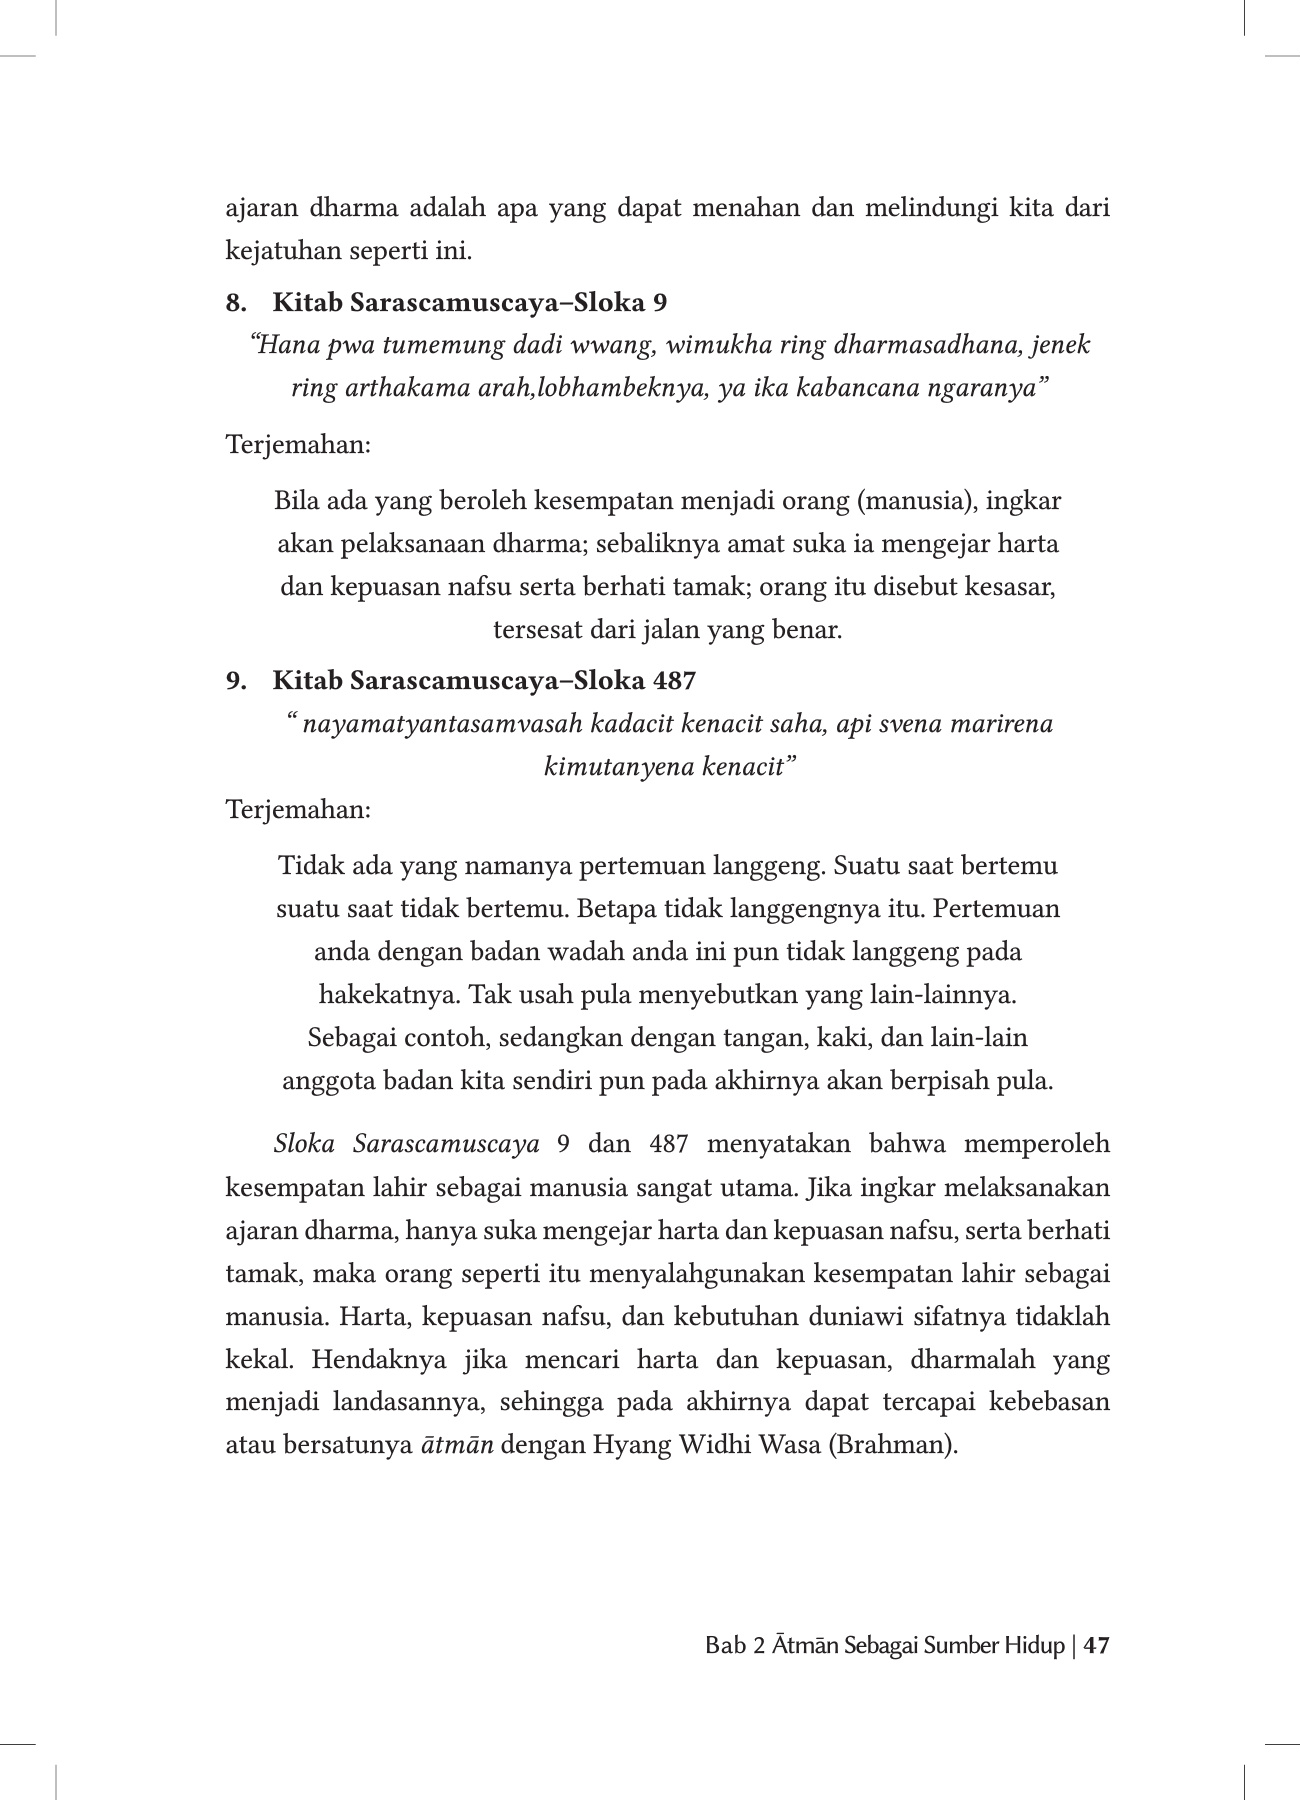 ajaran dharma adalah apa yang dapat menahan dan melindungi kita dari
kejatuhan seperti ini.
8. Kitab Sarascamuscaya–Sloka 9
“Hana pwa tumemung dadi wwang, wimukha ring dharmasadhana, jenek
ring arthakama arah,lobhambeknya, ya ika kabancana ngaranya”
Terjemahan:
Bila ada yang beroleh kesempatan menjadi orang (manusia), ingkar
akan pelaksanaan dharma; sebaliknya amat suka ia mengejar harta
dan kepuasan nafsu serta berhati tamak; orang itu disebut kesasar,
tersesat dari jalan yang benar.
9. Kitab Sarascamuscaya–Sloka 487
“ nayamatyantasamvasah kadacit kenacit saha, api svena marirena
kimutanyena kenacit”
Terjemahan:
Tidak ada yang namanya pertemuan langgeng. Suatu saat bertemu
suatu saat tidak bertemu. Betapa tidak langgengnya itu. Pertemuan
anda dengan badan wadah anda ini pun tidak langgeng pada
hakekatnya. Tak usah pula menyebutkan yang lain-lainnya.
Sebagai contoh, sedangkan dengan tangan, kaki, dan lain-lain
anggota badan kita sendiri pun pada akhirnya akan berpisah pula.
Sloka Sarascamuscaya 9 dan 487 menyatakan bahwa memperoleh
kesempatan lahir sebagai manusia sangat utama. Jika ingkar melaksanakan
ajaran dharma, hanya suka mengejar harta dan kepuasan nafsu, serta berhati
tamak, maka orang seperti itu menyalahgunakan kesempatan lahir sebagai
manusia. Harta, kepuasan nafsu, dan kebutuhan duniawi sifatnya tidaklah
kekal. Hendaknya jika mencari harta dan kepuasan, dharmalah yang
menjadi landasannya, sehingga pada akhirnya dapat tercapai kebebasan
atau bersatunya ātmān dengan Hyang Widhi Wasa (Brahman).
Bab 2 Ātmān Sebagai Sumber Hidup | 47